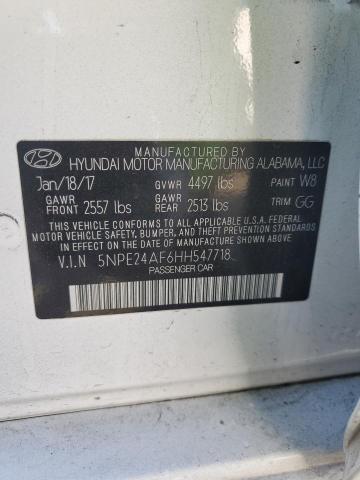 MANUFACTURED BY
HYUNDAI MOTOR MANUFACTURING ALABAMA, LLC
Jan/18/17 GVWR 4497 lbs PAINT W8
GAWR FRONT 2557 lbs GAWR REAR 2513 lbs TRIM GG
THIS VEHICLE CONFORMS TO ALL APPLICABLE U.S.A FEDERAL
MOTOR VEHICLE SAFETY, BUMPER, AND THEFT PREVENTION STANDARDS
IN EFFECT ON THE DATE OF MANUFACTURE SHOWN ABOVE.
V.I.N 5NPE24AF6HH547718
PASSENGER CAR